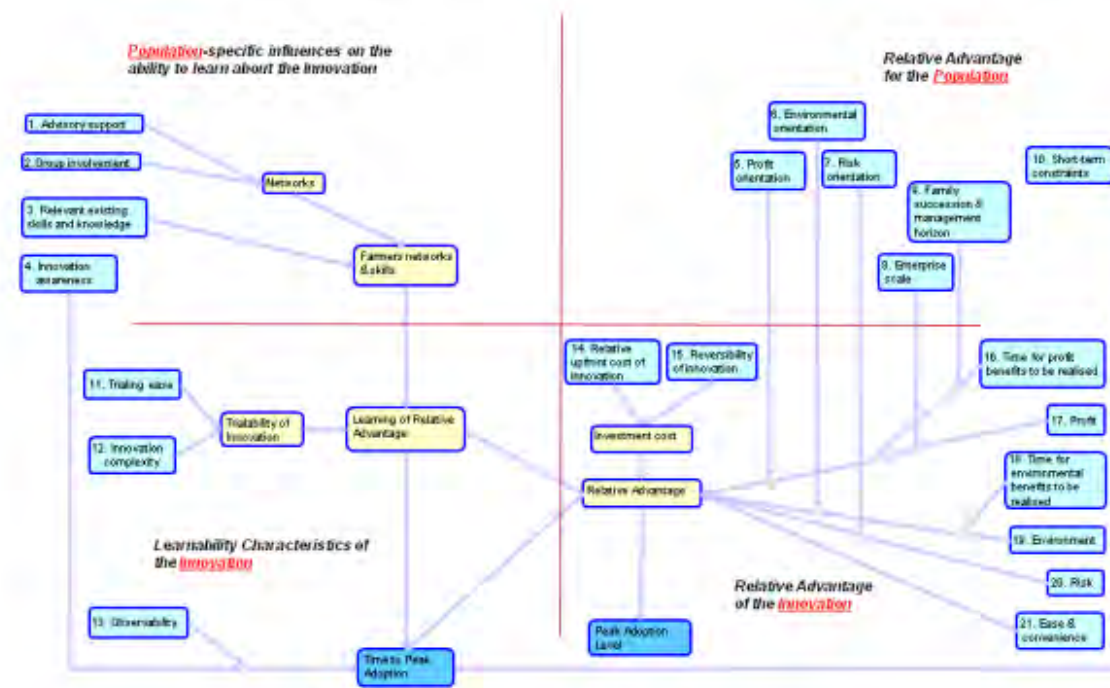 Population-specific influences on the
ability to learn about the Innovation
Relative Advantage
for the Population
1. Advisory support
2. Group involvement
3. Relevant existing
skills and knowledge
4. Innovation
awareness
Networks
Farmers networks
& skills
6. Environmental
orientation
5. Profit
orientation
7. Risk
orientation
10. Short-term
constraints
9. Family
succession &
management
horizon
8. Enterprise
scale
11. Trialing ease
12. Innovation
complexity
Trialability of
Innovation
Learning of Relative
Advantage
14. Relative
upfront cost of
innovation
15. Reversibility
of innovation
Investment cost
Relative Advantage
16. Time for profit
benefits to be realised
17. Profit
18. Time for
environmental
benefits to be
realised
19. Environment
20. Risk
21. Ease &
convenience
Learnability Characteristics of
the Innovation
Relative Advantage
of the Innovation
13. Observability
Time to Peak
Adoption
Peak Adoption
Level